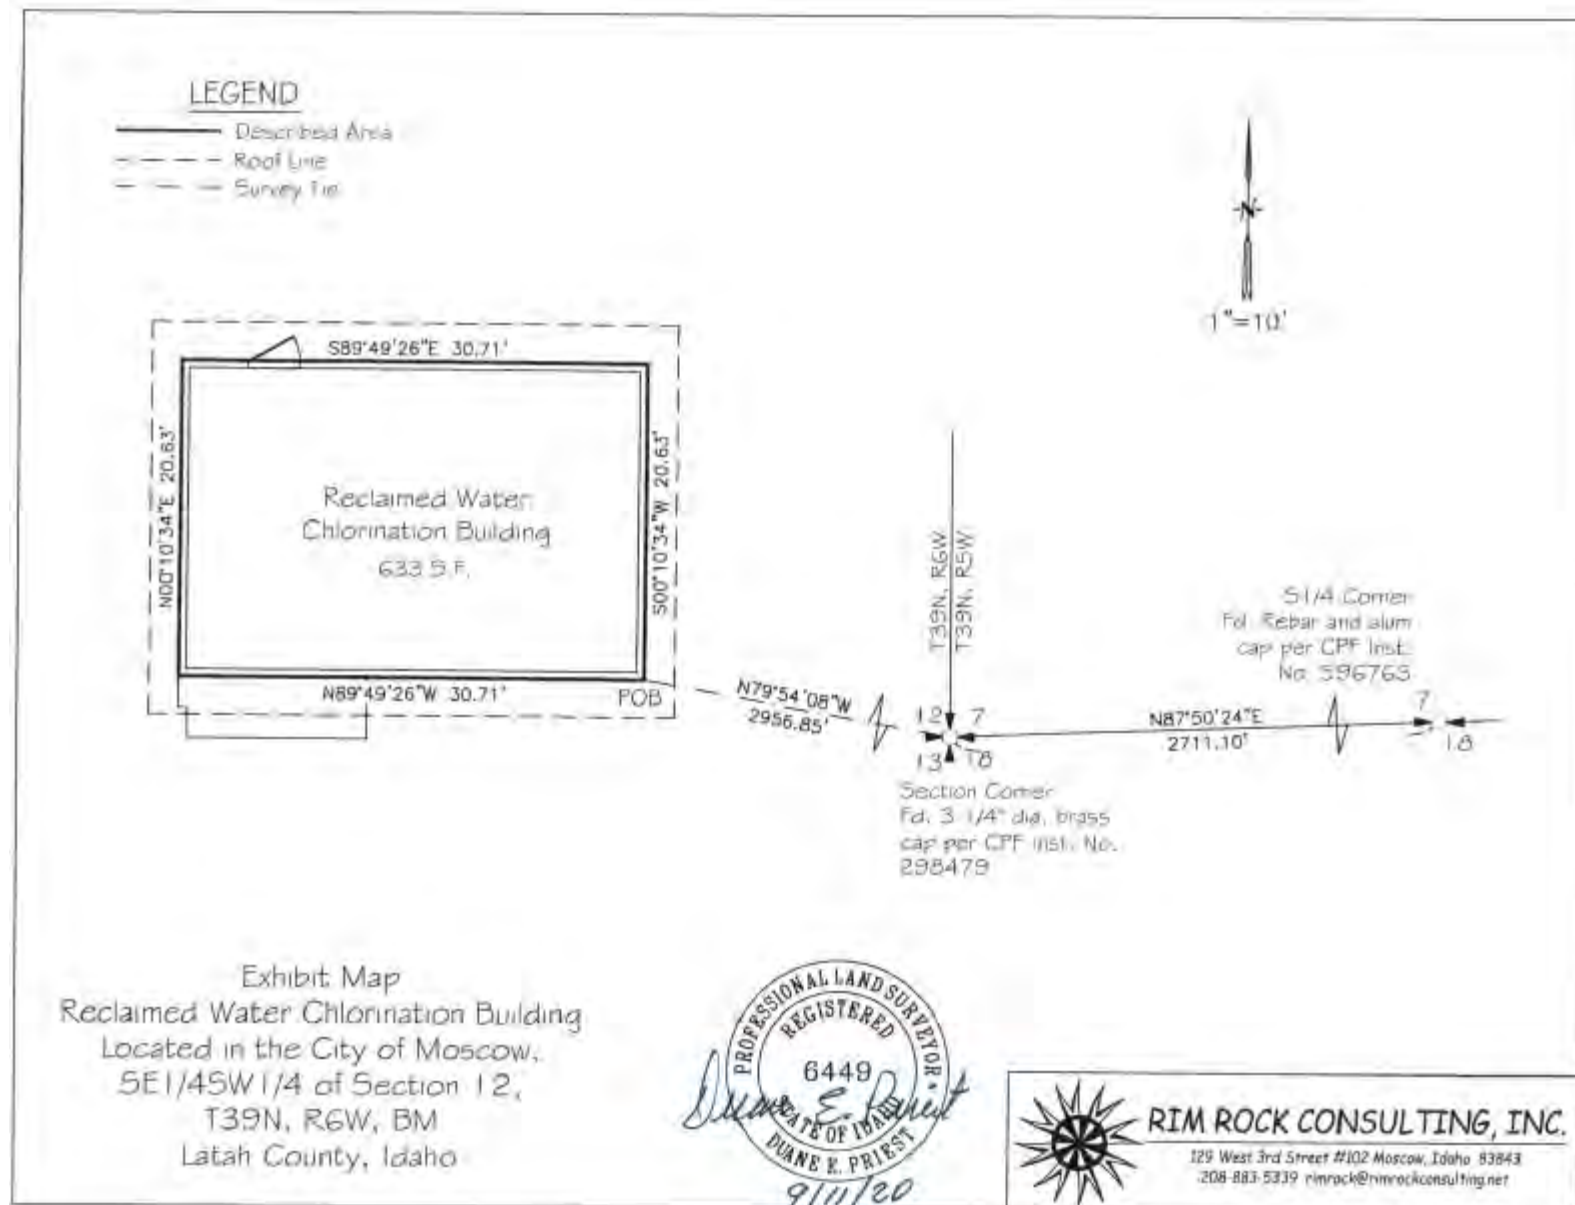 LEGEND
Described Area
Roof Line
Survey Tie
N
1"=10'
S89°49'26"E 30.71'
N00°10'34"E 20.63'
Reclaimed Water
Chlorination Building
633 S.F.
S00°10'34"W 20.63'
N89°49'26"W 30.71'
POB
N79°54'08"W
2956.85'
T39N, R6W
T39N, R5W
12 7
13 18
Section Corner
Fd. 3 1/4" dia. brass
cap per CPF Inst. No.
298479
S1/4 Corner
Fd. Rebar and alum
cap per CPF Inst.
No. 596763
N87°50'24"E
2711.10'
7
18
Exhibit Map
Reclaimed Water Chlorination Building
Located in the City of Moscow,
SE1/4SW1/4 of Section 12,
T39N, R6W, BM
Latah County, Idaho
PROFESSIONAL LAND SURVEYOR
REGISTERED
6449
STATE OF IDAHO
DUANE E. PRIEST
Duane E. Priest
9/11/20
RIM ROCK CONSULTING, INC.
129 West 3rd Street #102 Moscow, Idaho 83843
208-883-5339 rimrock@rimrockconsulting.net